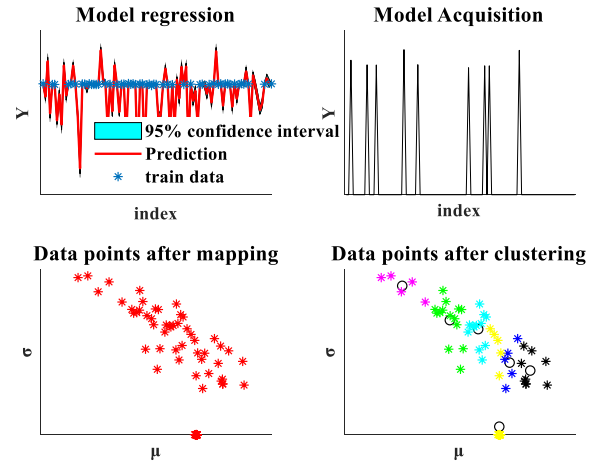 Model regression
Y
95% confidence interval
Prediction
train data
index
Model Acquisition
Y
index
Data points after mapping
σ
μ
Data points after clustering
σ
μ